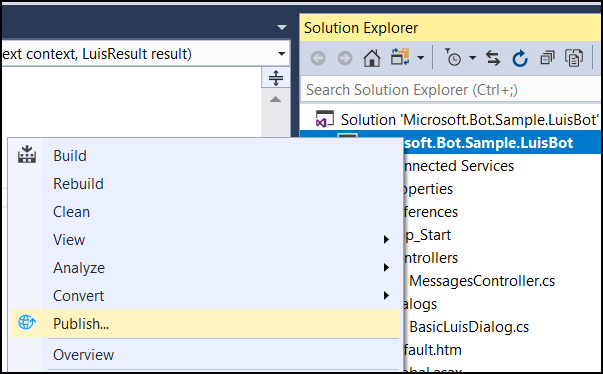 Solution Explorer
ext context, LuisResult result)
Search Solution Explorer (Ctrl+;)
Solution 'Microsoft.Bot.Sample.LuisBot'
soft.Bot.Sample.LuisBot
Build
nnected Services
Rebuild
operties
Clean
ferences
View
p_Start
Analyze
ntrollers
Convert
MessagesController.cs
alogs
Publish...
BasicLuisDialog.cs
Overview
fault.htm